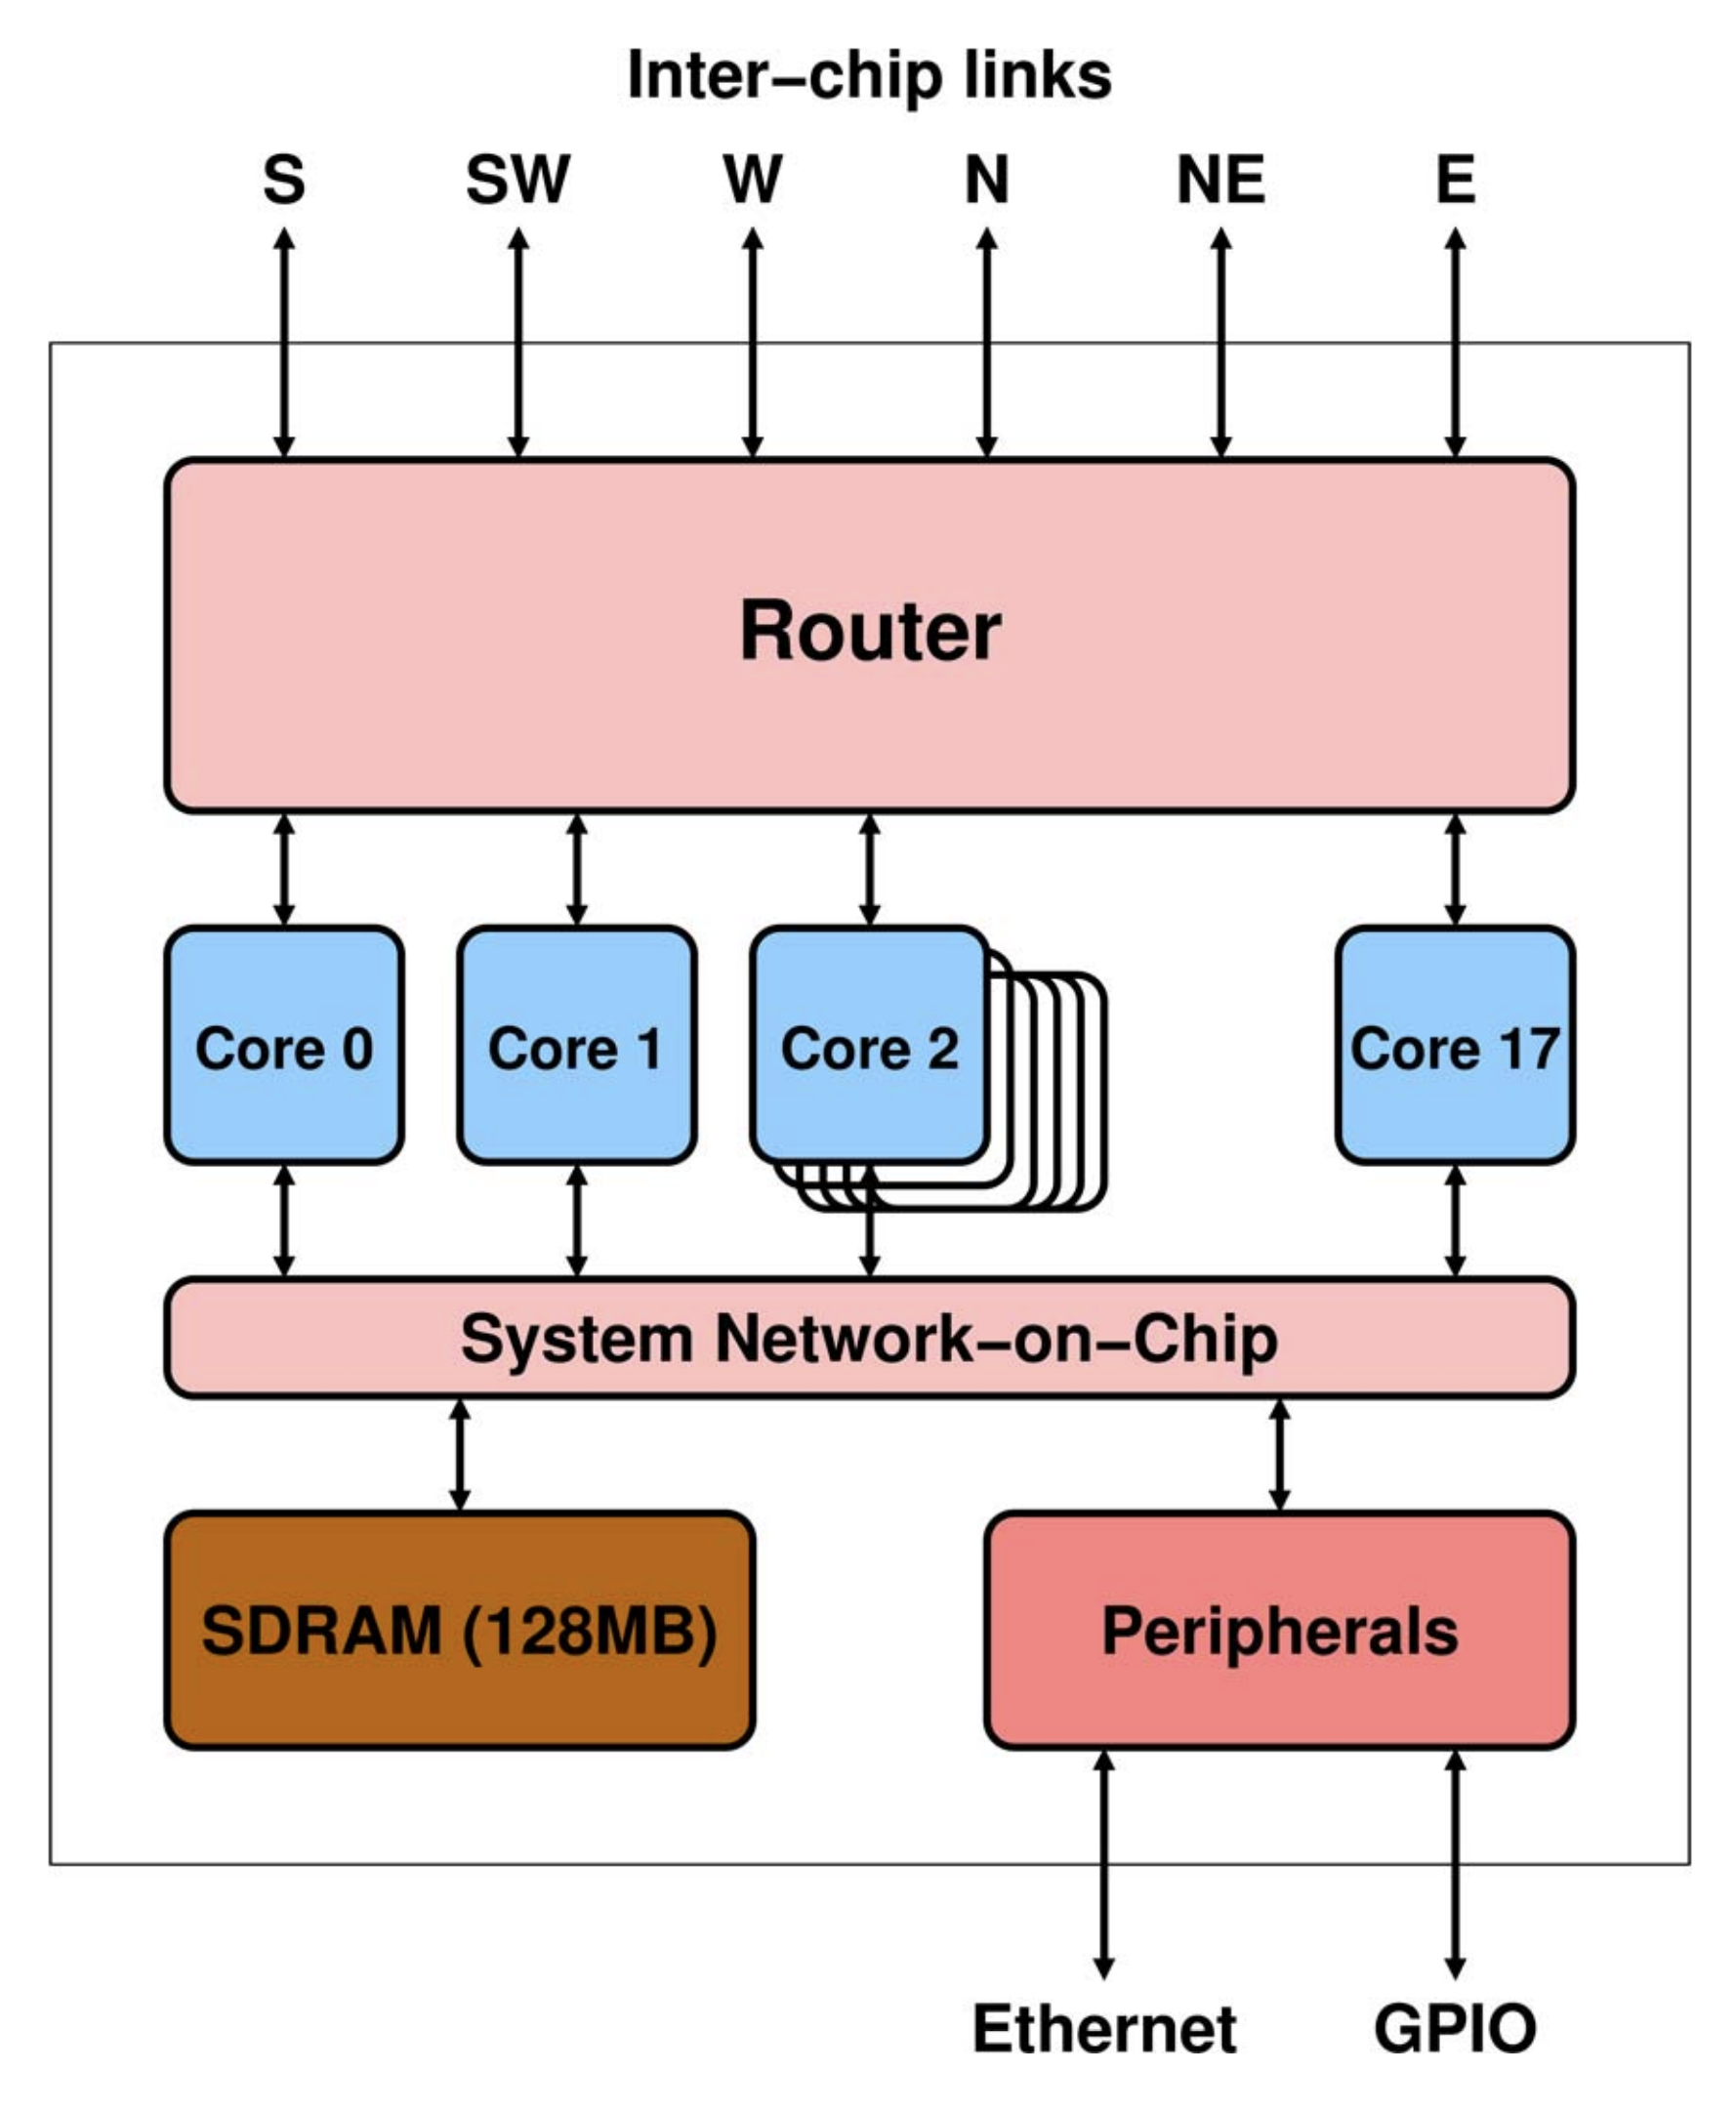 Inter–chip links
S SW W N NE E
Router
Core 0 Core 1 Core 2 Core 17
System Network–on–Chip
SDRAM (128MB) Peripherals
Ethernet GPIO